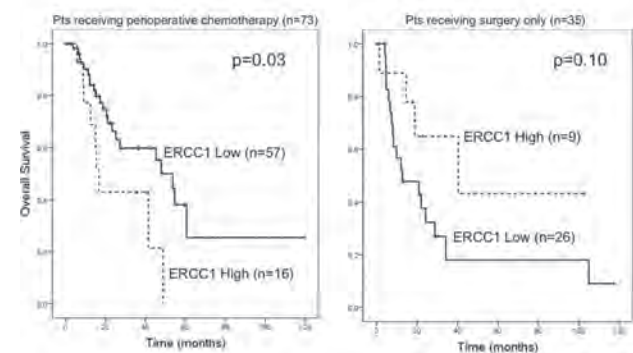 Pts receiving perioperative chemotherapy (n=73)
p=0.03
ERCC1 Low (n=57)
ERCC1 High (n=16)
Overall Survival
Time (months)
Pts receiving surgery only (n=35)
p=0.10
ERCC1 High (n=9)
ERCC1 Low (n=26)
Time (months)